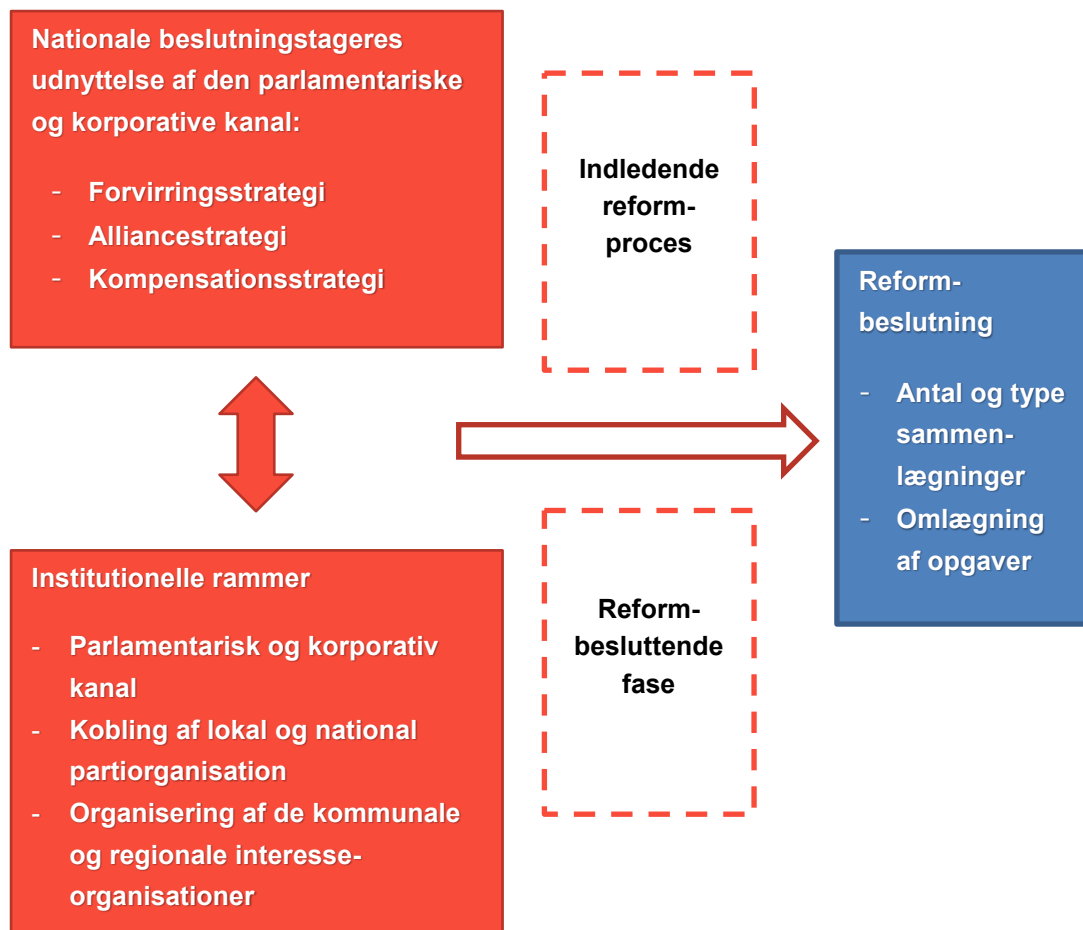 Nationale beslutningstageres
udnyttelse af den parlamentariske
og korporative kanal:
- Forvirringsstrategi
- Alliancestrategi
- Kompensationsstrategi
Indledende
reform-
proces
Reform-
beslutning
- Antal og type
sammen-
lægninger
- Omlægning
af opgaver
Institutionelle rammer
- Parlamentarisk og korporativ
kanal
- Kobling af lokal og national
partiorganisation
- Organisering af de kommunale
og regionale interesse-
organisationer
Reform-
besluttende
fase